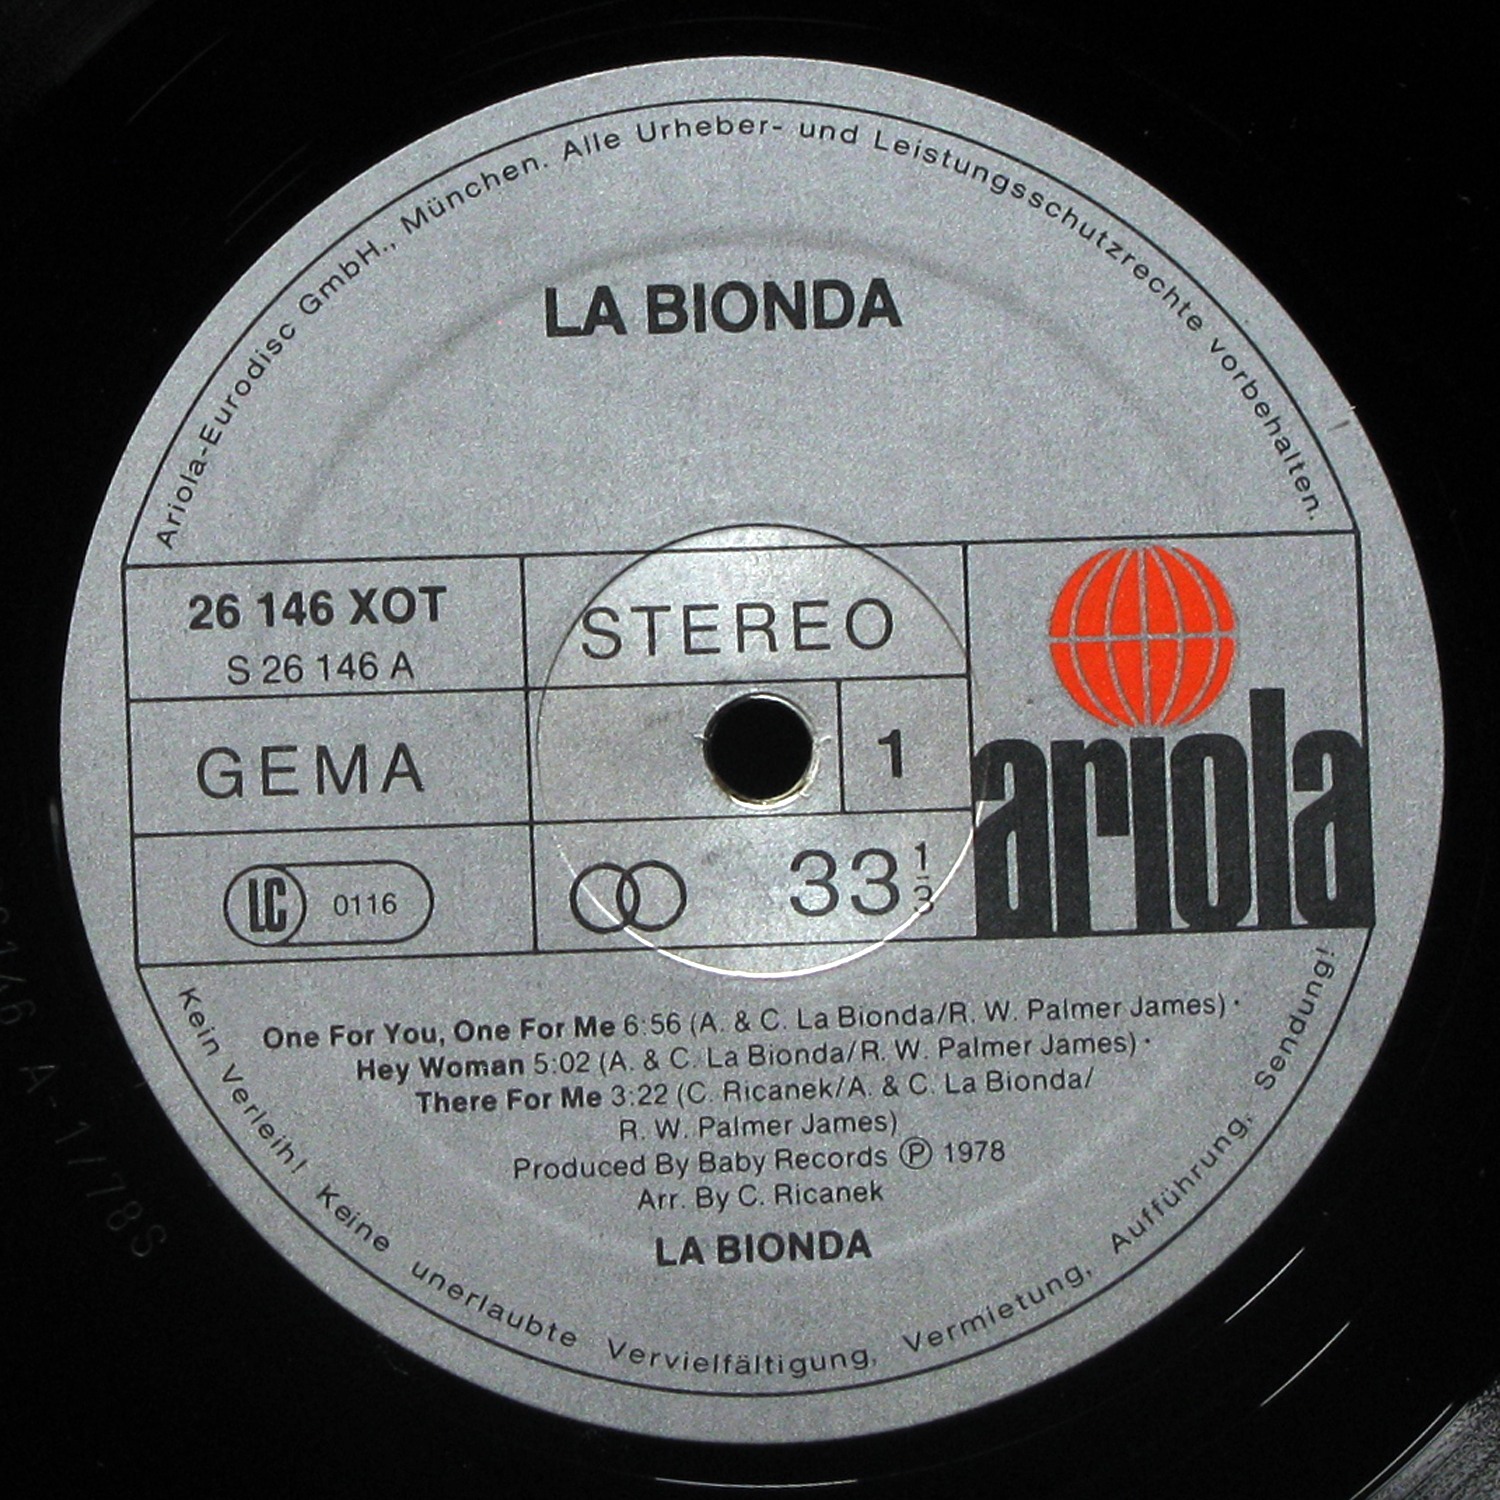 Ariola-Eurodisc GmbH., München. Alle Urheber- und Leistungsschutzrechte vorbehalten.
LA BIONDA
26 146 XOT
S 26 146 A
STEREO
GEMA
1
LC 0116
33 1/3
ariola
One For You, One For Me 6:56 (A. & C. La Bionda/R. W. Palmer James) ·
Hey Woman 5:02 (A. & C. La Bionda/R. W. Palmer James) ·
There For Me 3:22 (C. Ricanek/A. & C. La Bionda/
R. W. Palmer James)
Produced By Baby Records Ⓟ 1978
Arr. By C. Ricanek
LA BIONDA
Kein Verleih! Keine unerlaubte Vervielfältigung, Vermietung, Aufführung, Sendung!